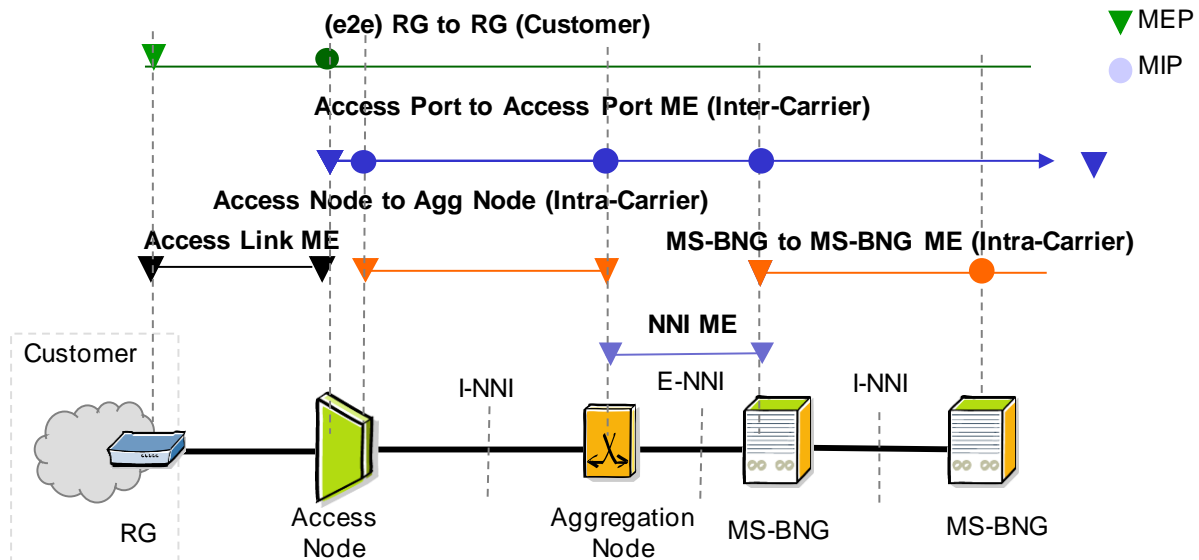 (e2e) RG to RG (Customer)
MEP
MIP
Access Port to Access Port ME (Inter-Carrier)
Access Node to Agg Node (Intra-Carrier)
Access Link ME
MS-BNG to MS-BNG ME (Intra-Carrier)
NNI ME
Customer
I-NNI
E-NNI
I-NNI
RG
Access
Node
Aggregation
Node
MS-BNG
MS-BNG